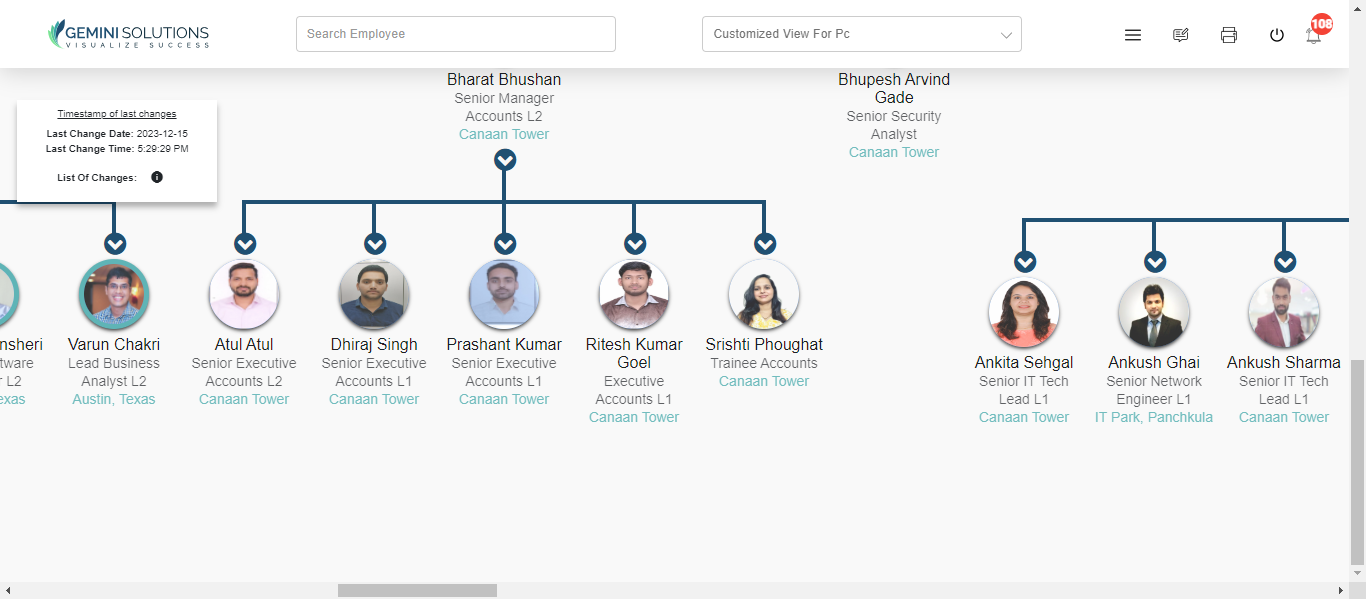 GEMINI SOLUTIONS
VISUALIZE SUCCESS
Search Employee
Customized View For Pc
108
Bharat Bhushan
Senior Manager
Accounts L2
Canaan Tower
Bhupesh Arvind
Gade
Senior Security
Analyst
Canaan Tower
Timestamp of last changes
Last Change Date: 2023-12-15
Last Change Time: 5:29:29 PM
List Of Changes:
nsheri
tware
r L2
exas
Varun Chakri
Lead Business
Analyst L2
Austin, Texas
Atul Atul
Senior Executive
Accounts L2
Canaan Tower
Dhiraj Singh
Senior Executive
Accounts L1
Canaan Tower
Prashant Kumar
Senior Executive
Accounts L1
Canaan Tower
Ritesh Kumar
Goel
Executive
Accounts L1
Canaan Tower
Srishti Phoughat
Trainee Accounts
Canaan Tower
Ankita Sehgal
Senior IT Tech
Lead L1
Canaan Tower
Ankush Ghai
Senior Network
Engineer L1
IT Park, Panchkula
Ankush Sharma
Senior IT Tech
Lead L1
Canaan Tower